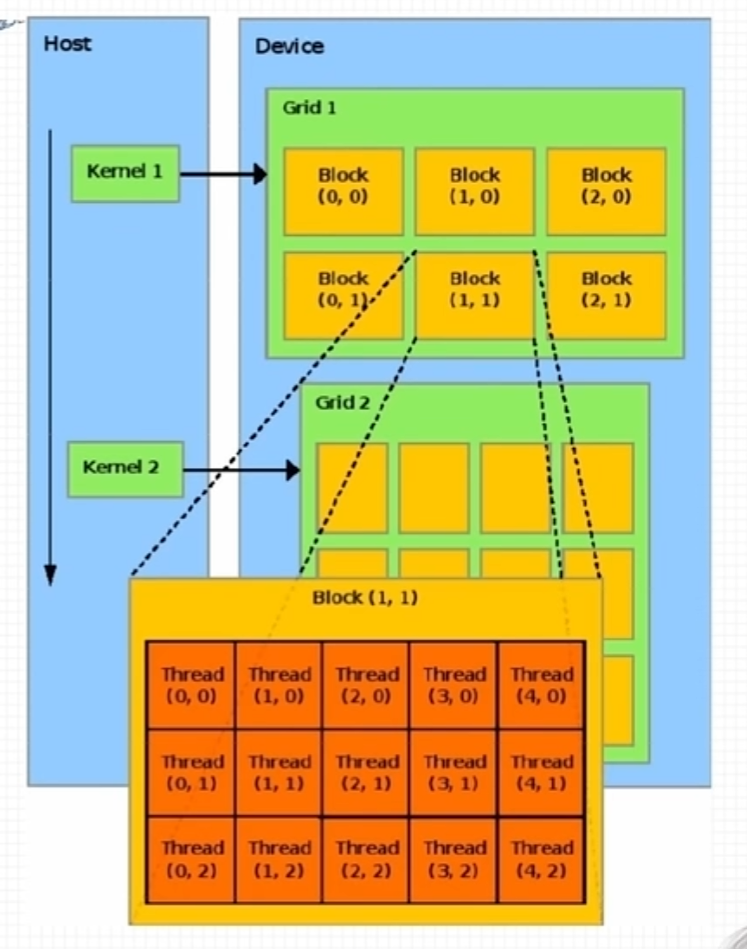 Host
Device
Grid 1
Kernel 1
Block Block Block
(0, 0) (1, 0) (2, 0)
Block Block Block
(0, 1) (1, 1) (2, 1)
Grid 2
Kernel 2
Block (1, 1)
Thread Thread Thread Thread Thread
(0, 0) (1, 0) (2, 0) (3, 0) (4, 0)
Thread Thread Thread Thread Thread
(0, 1) (1, 1) (2, 1) (3, 1) (4, 1)
Thread Thread Thread Thread Thread
(0, 2) (1, 2) (2, 2) (3, 2) (4, 2)